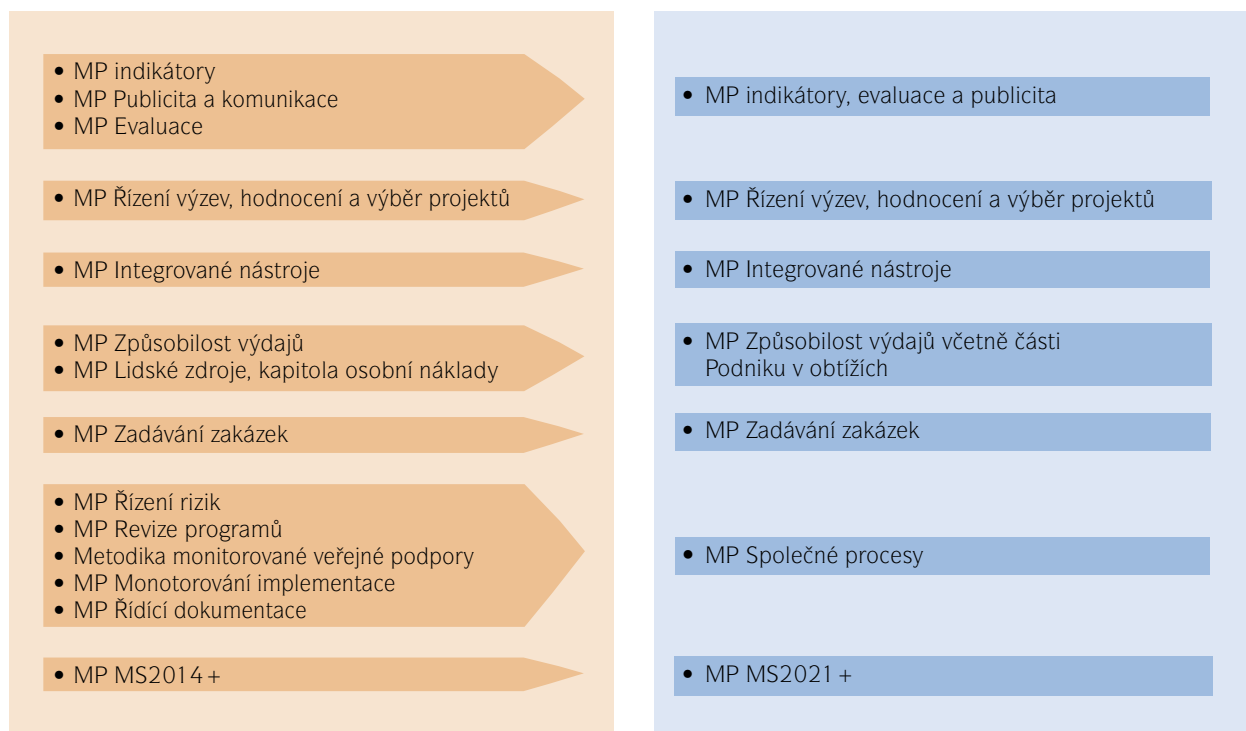 • MP indikátory
• MP Publicita a komunikace
• MP Evaluace
• MP Řízení výzev, hodnocení a výběr projektů
• MP Integrované nástroje
• MP Způsobilost výdajů
• MP Lidské zdroje, kapitola osobní náklady
• MP Zadávání zakázek
• MP Řízení rizik
• MP Revize programů
• Metodika monitorované veřejné podpory
• MP Monotorování implementace
• MP Řídící dokumentace
• MP MS2014+
• MP indikátory, evaluace a publicita
• MP Řízení výzev, hodnocení a výběr projektů
• MP Integrované nástroje
• MP Způsobilost výdajů včetně části
Podniku v obtížích
• MP Zadávání zakázek
• MP Společné procesy
• MP MS2021+